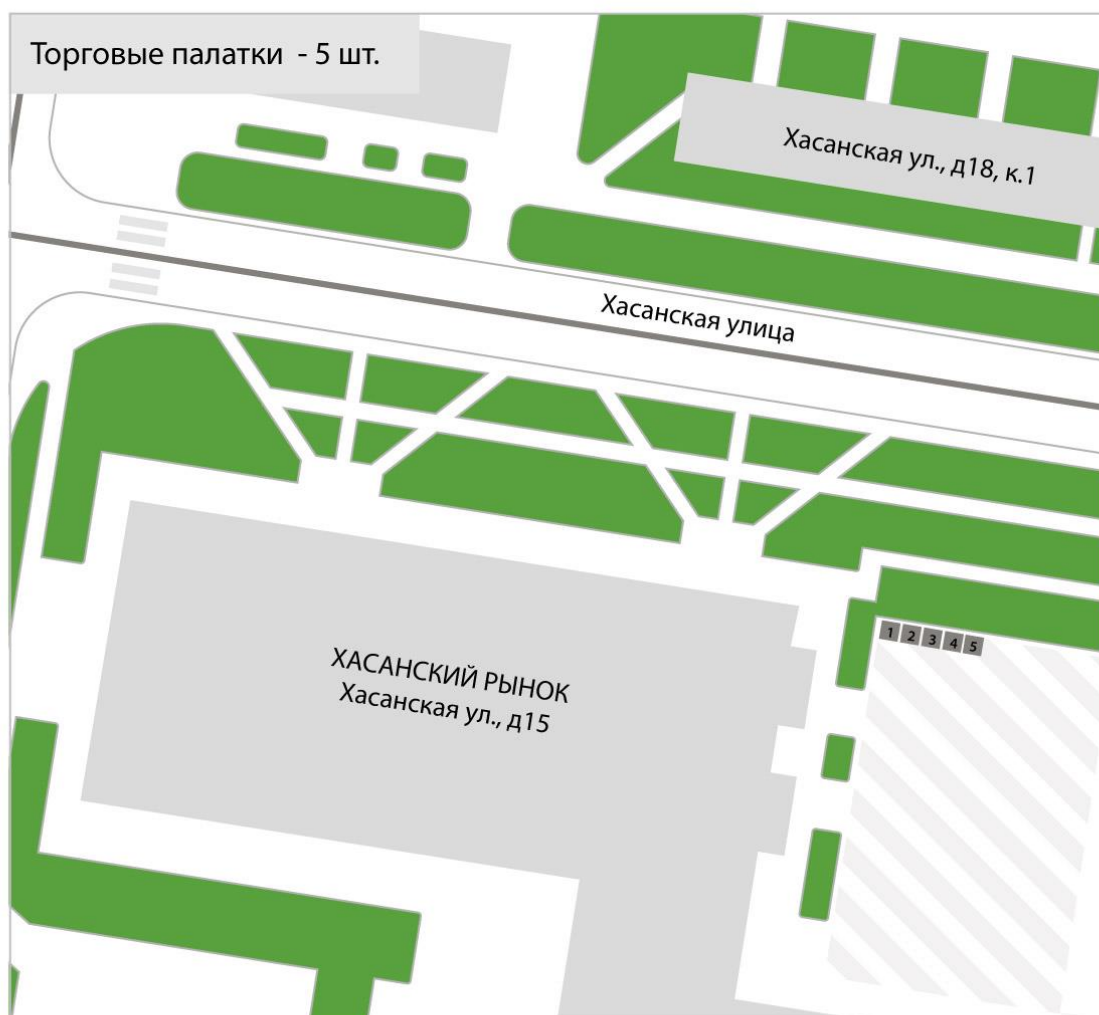 Торговые палатки - 5 шт.
Хасанская ул., д18, к.1
Хасанская улица
1 2 3 4 5
ХАСАНСКИЙ РЫНОК
Хасанская ул., д15